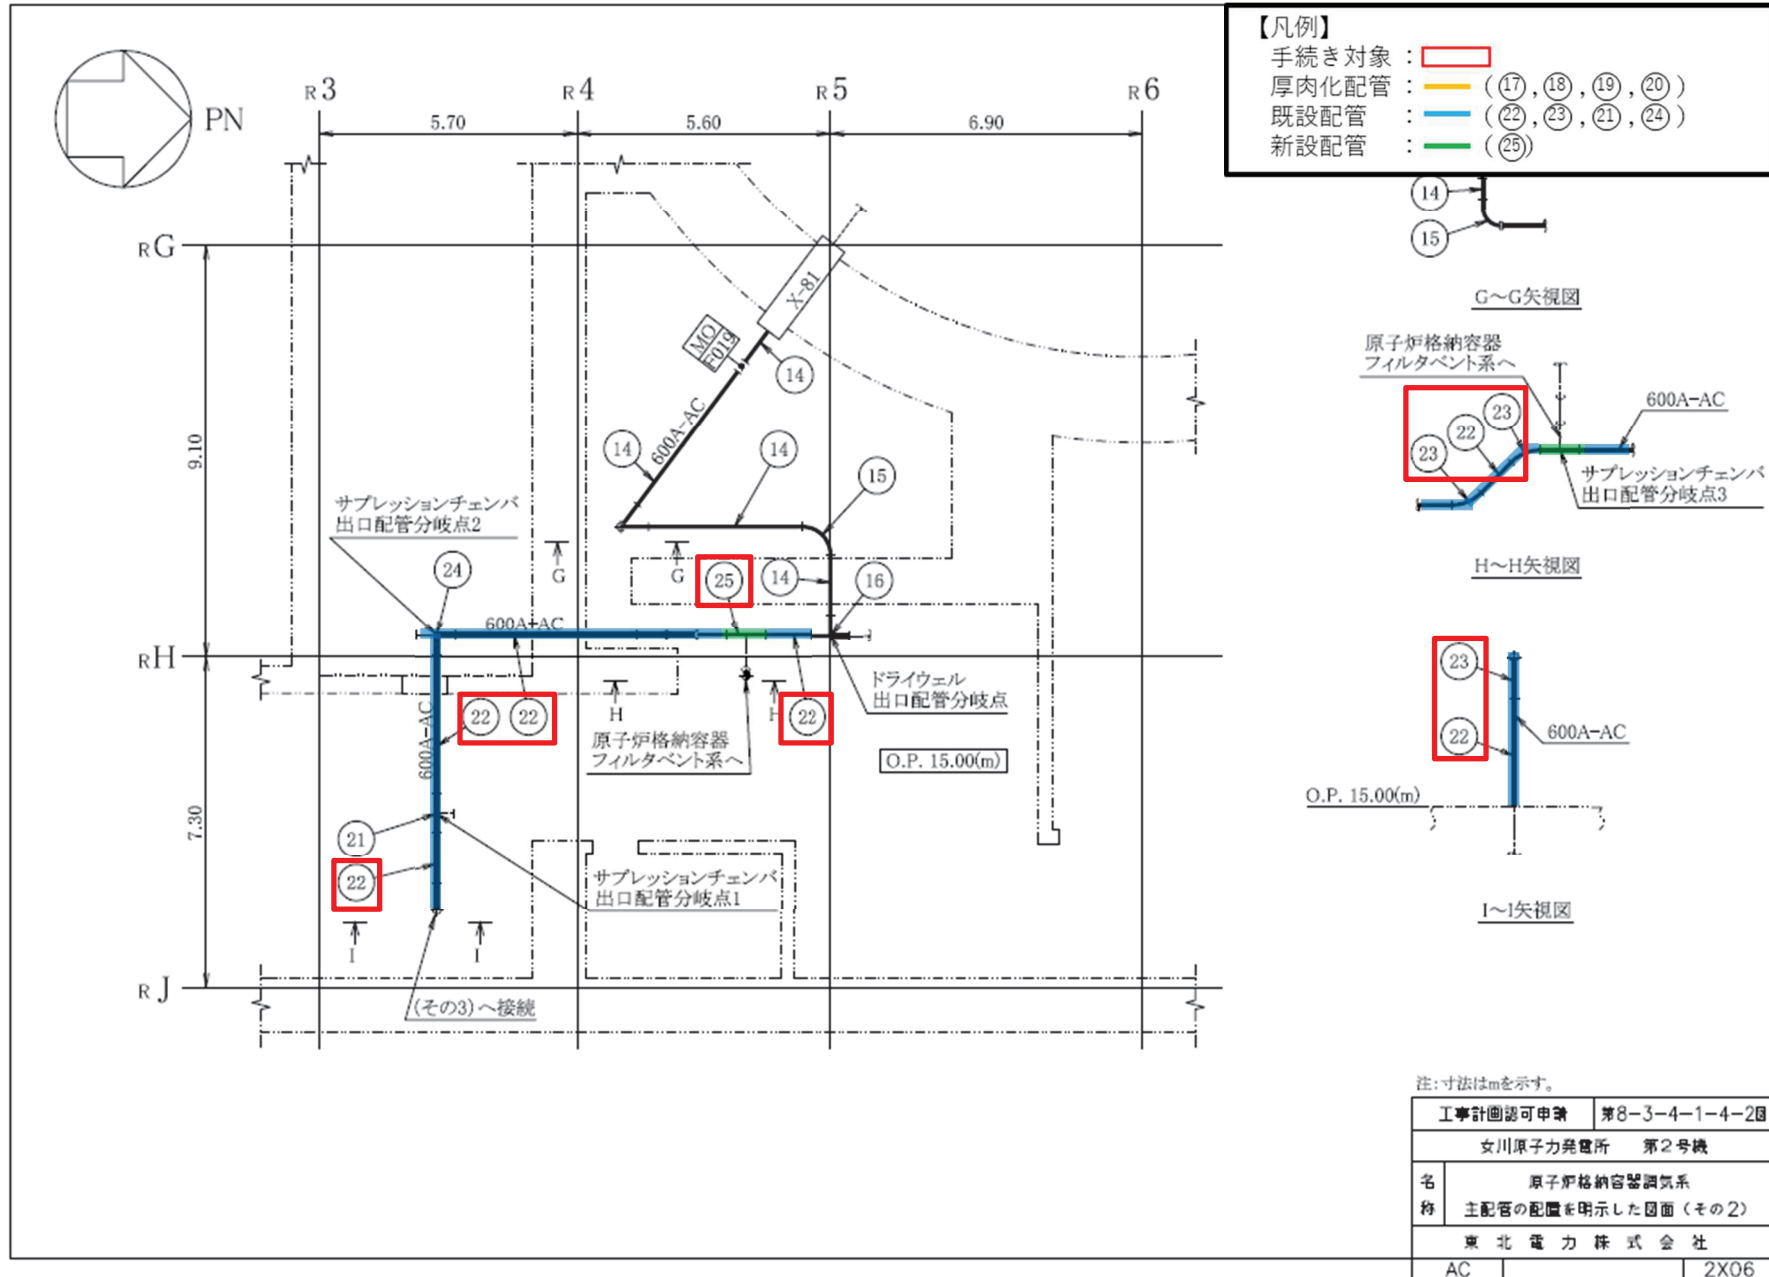 【凡例】
手続き対象：
厚肉化配管：(⑰,⑱,⑲,⑳)
既設配管：(㉒,㉓,㉑,㉔)
新設配管：(㉕)
PN
R3
R4
R5
R6
5.70
5.60
6.90
RG
RH
RJ
9.10
7.30
X-81
MO
F019
14
600A-AC
14
14
15
14
16
25
G
G
サプレッションチェンバ
出口配管分岐点2
24
600A-AC
22
22
600A-AC
H
H
22
原子炉格納容器
フィルタベント系へ
ドライウェル
出口配管分岐点
O.P. 15.00(m)
21
22
サプレッションチェンバ
出口配管分岐点1
I
I
(その3)へ接続
14
15
G～G矢視図
原子炉格納容器
フィルタベント系へ
600A-AC
23
22
23
サプレッションチェンバ
出口配管分岐点3
H～H矢視図
23
22
600A-AC
O.P. 15.00(m)
I～I矢視図
注:寸法はmを示す。
工事計画認可申請 第8-3-4-1-4-2図
女川原子力発電所 第2号機
名称
原子炉格納容器調気系
主配管の配置を明示した図面(その2)
東北電力株式会社
AC 2X06